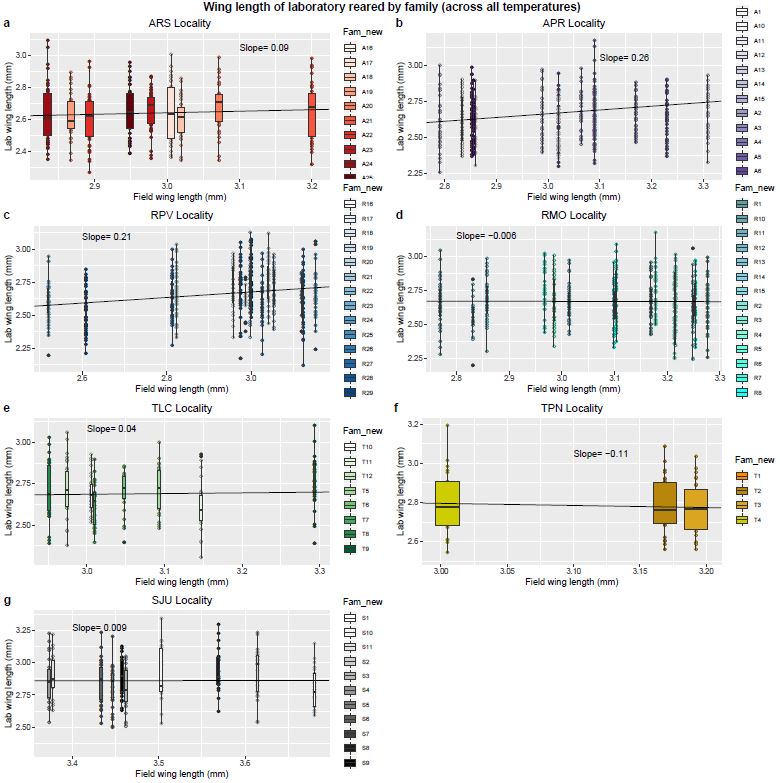 Wing length of laboratory reared by family (across all temperatures)
a
ARS Locality
Slope= 0.09
Lab wing length (mm)
3.0
2.8
2.6
2.4
2.9
3.0
3.1
3.2
Field wing length (mm)
Fam_new
A16
A17
A18
A19
A20
A21
A22
A23
A24
A25
b
APR Locality
Slope= 0.26
Lab wing length (mm)
3.00
2.75
2.50
2.25
2.8
2.9
3.0
3.1
3.2
3.3
Field wing length (mm)
A1
A10
A11
A12
A13
A14
A15
A2
A3
A4
A5
A6
c
RPV Locality
Slope= 0.21
Lab wing length (mm)
3.00
2.75
2.50
2.25
2.6
2.8
3.0
Field wing length (mm)
Fam_new
R16
R17
R18
R19
R20
R21
R22
R23
R24
R25
R26
R27
R28
R29
d
RMO Locality
Slope= −0.006
Lab wing length (mm)
3.00
2.75
2.50
2.25
2.8
2.9
3.0
3.1
3.2
3.3
Field wing length (mm)
Fam_new
R1
R10
R11
R12
R13
R14
R15
R2
R3
R4
R5
R6
R7
R8
e
TLC Locality
Slope= 0.04
Lab wing length (mm)
3.00
2.75
2.50
3.0
3.1
3.2
3.3
Field wing length (mm)
Fam_new
T10
T11
T12
T5
T6
T7
T8
T9
f
TPN Locality
Slope= −0.11
Lab wing length (mm)
3.2
3.0
2.8
2.6
3.00
3.05
3.10
3.15
3.20
Field wing length (mm)
Fam_new
T1
T2
T3
T4
g
SJU Locality
Slope= 0.009
Lab wing length (mm)
3.25
3.00
2.75
2.50
3.4
3.5
3.6
Field wing length (mm)
Fam_new
S1
S10
S11
S2
S3
S4
S5
S6
S7
S8
S9